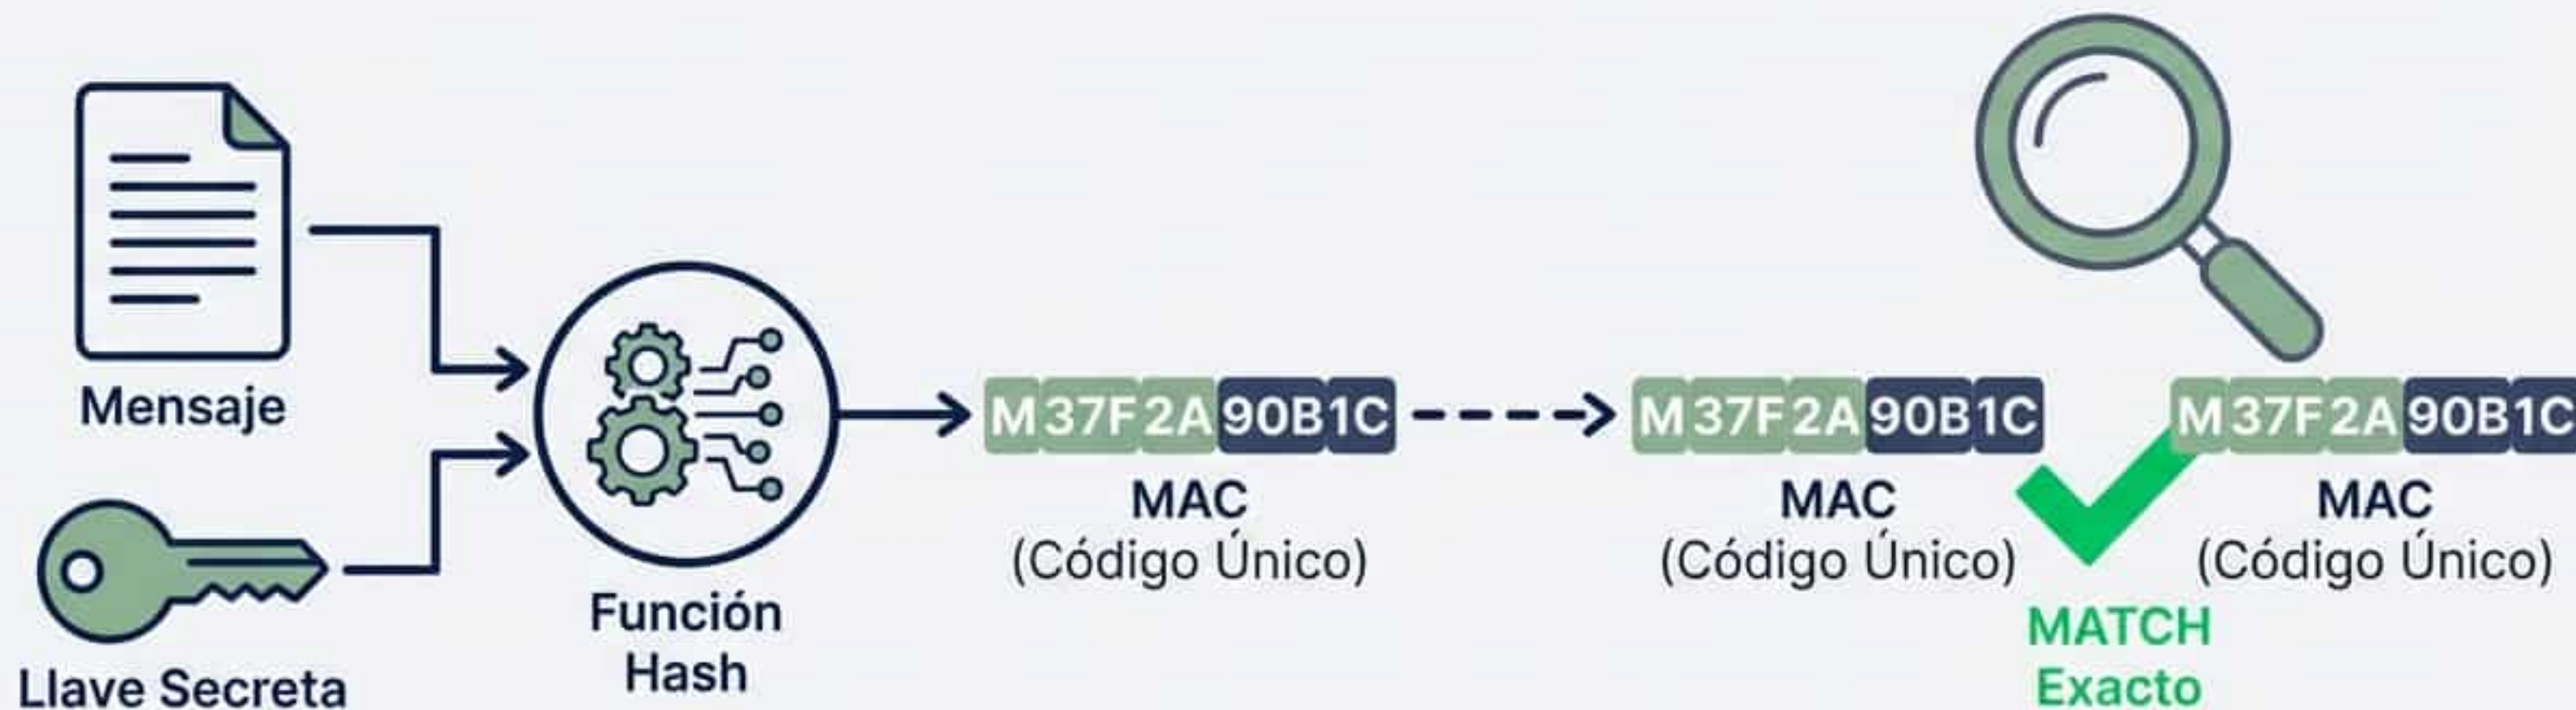 Mensaje
Llave Secreta
Función
Hash
M37F2A90B1C
MAC
(Código Único)
M37F2A90B1C
MAC
(Código Único)
M37F2A90B1C
MAC
(Código Único)
MATCH
Exacto